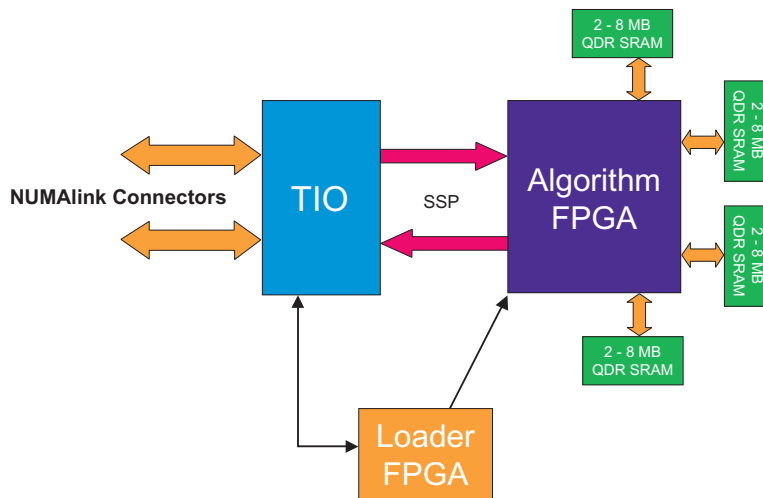 2 - 8 MB
QDR SRAM
2 - 8 MB
QDR SRAM
NUMAlink Connectors
TIO
SSP
Algorithm
FPGA
2 - 8 MB
QDR SRAM
2 - 8 MB
QDR SRAM
Loader
FPGA